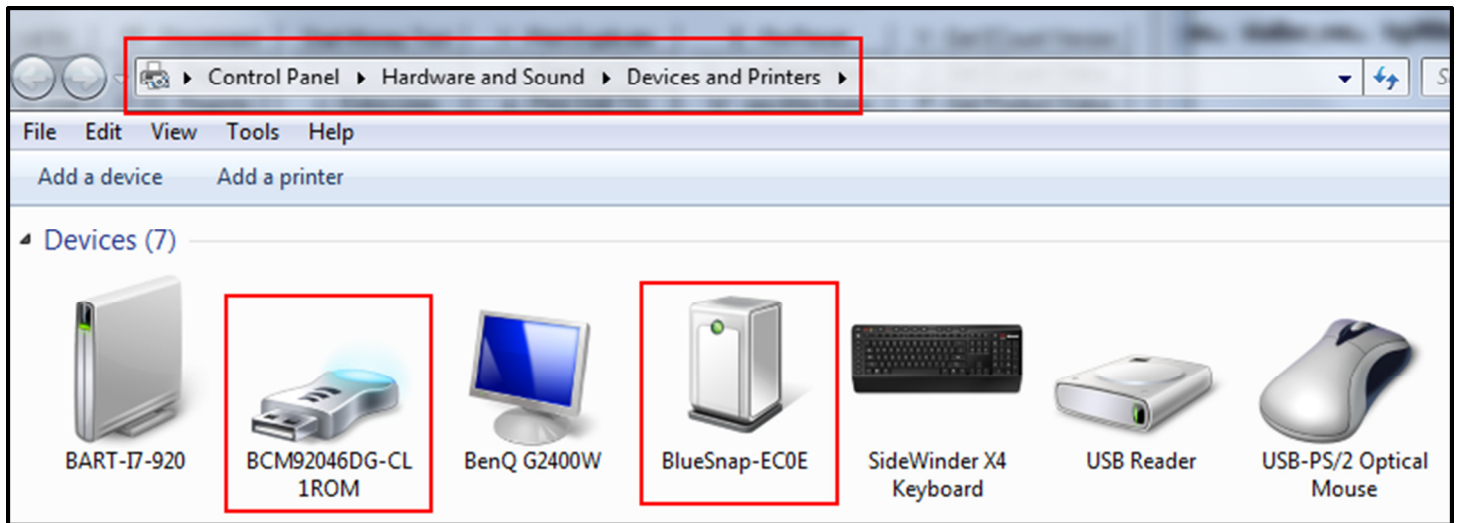 Control Panel Hardware and Sound Devices and Printers
File Edit View Tools Help
Add a device Add a printer
Devices (7)
BART-I7-920 BCM92046DG-CL BenQ G2400W BlueSnap-EC0E SideWinder X4 USB Reader USB-PS/2 Optical
1ROM Keyboard Mouse